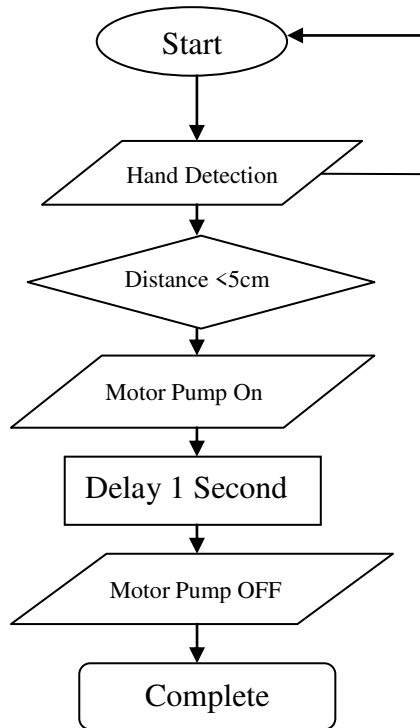 Start
Hand Detection
Distance <5cm
Motor Pump On
Delay 1 Second
Motor Pump OFF
Complete